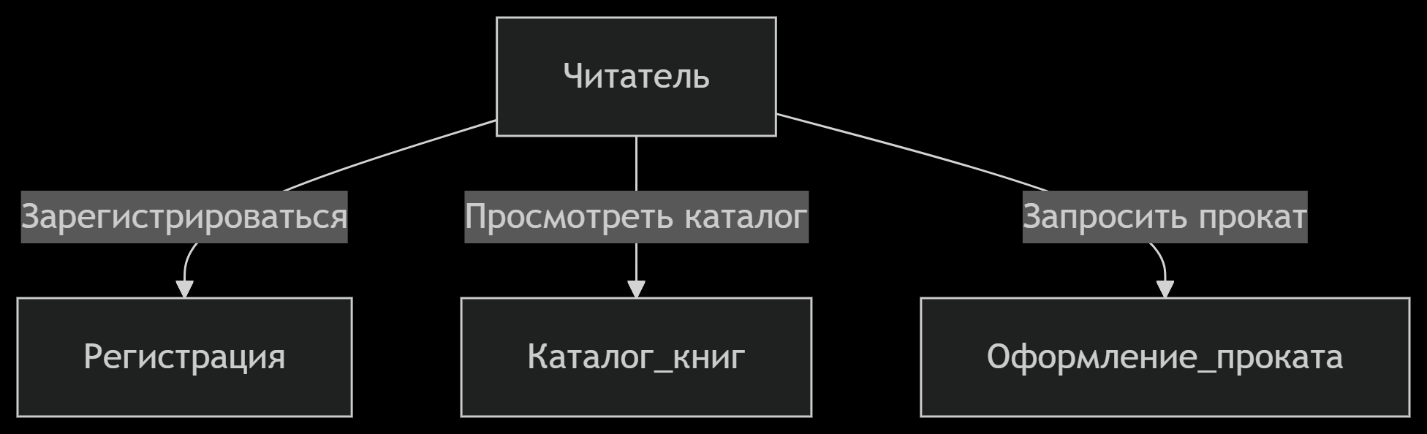 Читатель
Зарегистрироваться
Просмотреть каталог
Запросить прокат
Регистрация
Каталог_книг
Оформление_проката